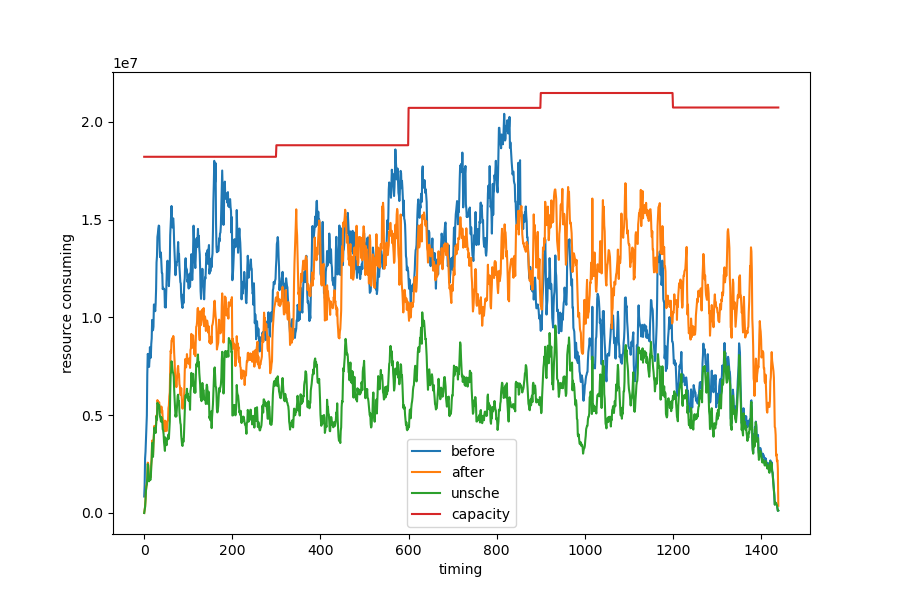 1e7
2.0
1.5
1.0
0.5
0.0
resource consuming
before
after
unsche
capacity
0 200 400 600 800 1000 1200 1400
timing